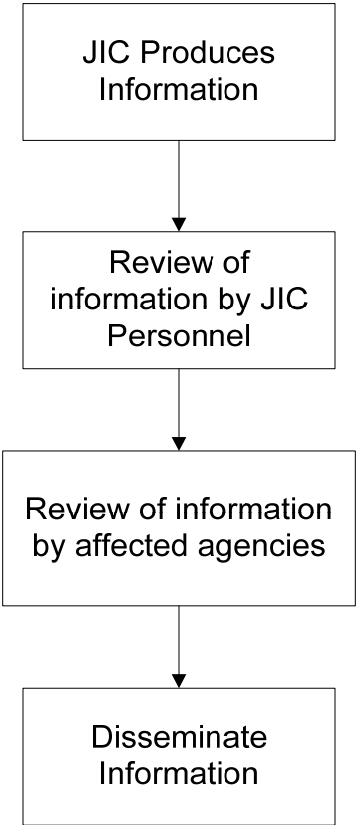 JIC Produces
Information
Review of
information by JIC
Personnel
Review of information
by affected agencies
Disseminate
Information